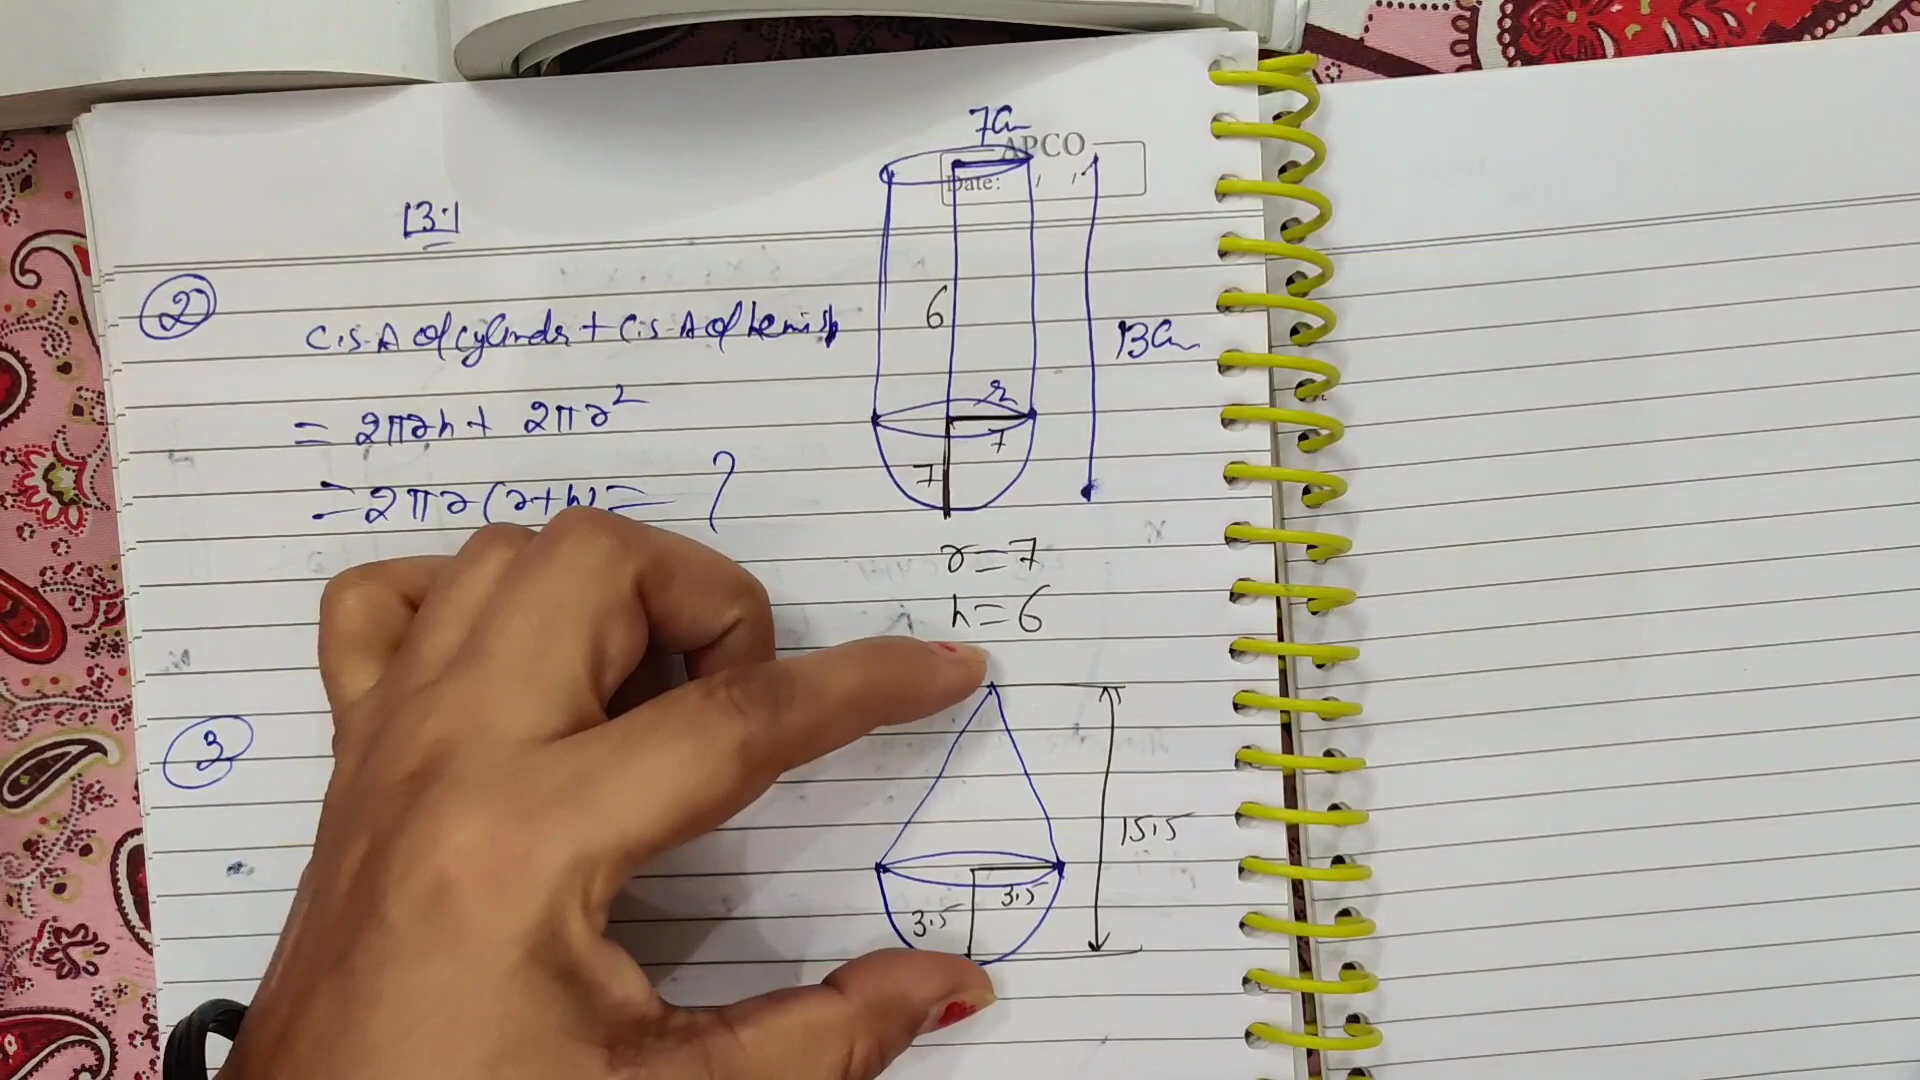 7cm
APCO
Date: / /
13.1
2
6
C.S.A of cylinder + C.S.A of hemisp
13cm
= 2πrh + 2πr²
r
7
7
= 2πr(r+h) = ?
r=7
h=6
3
15.5
3.5
3.5